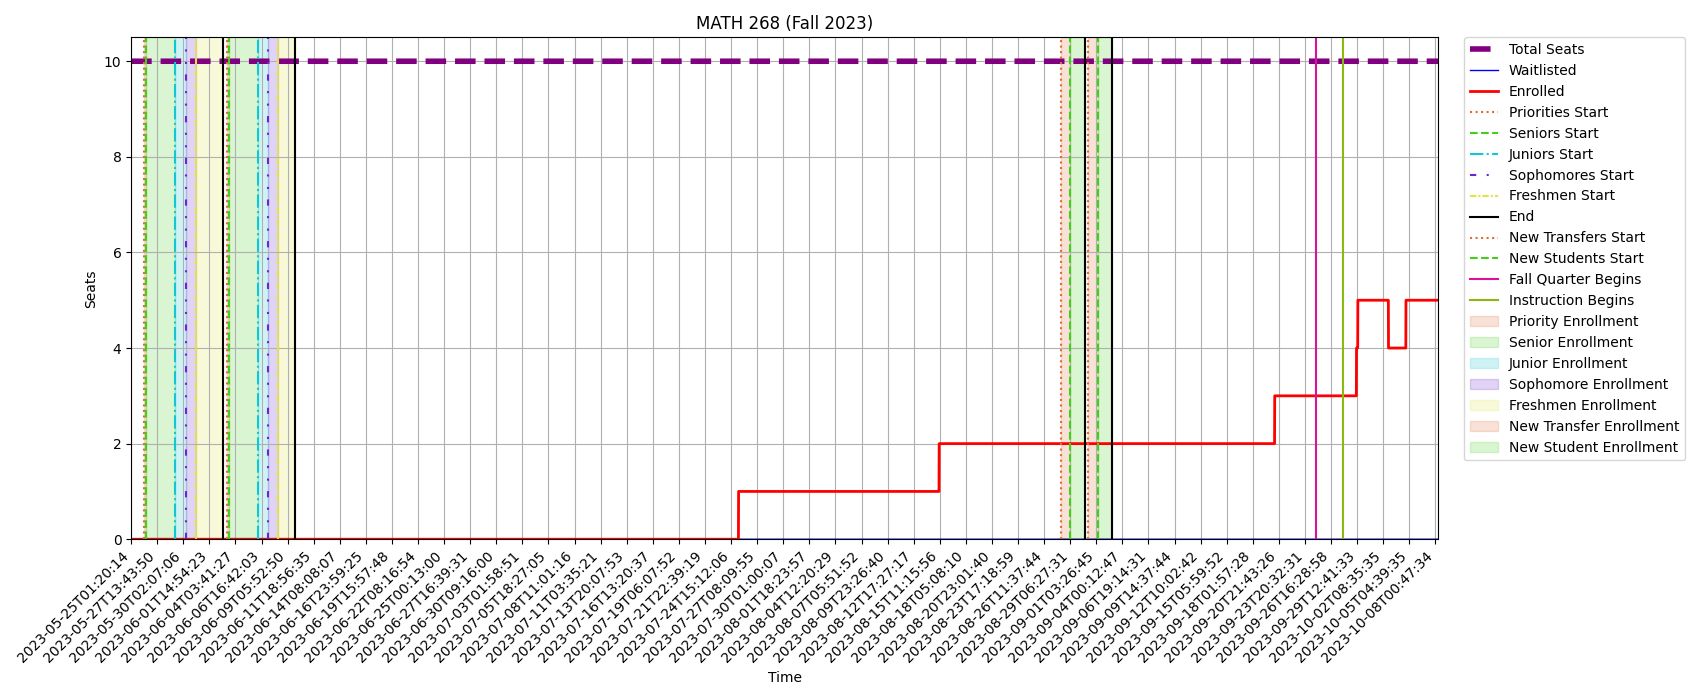 MATH 268 (Fall 2023)
Seats
10
8
6
4
2
0
2023-05-25T01:20:14
2023-05-27T13:43:50
2023-05-30T02:07:06
2023-06-01T14:54:23
2023-06-04T03:41:27
2023-06-06T16:42:03
2023-06-09T05:52:50
2023-06-11T18:56:35
2023-06-14T08:08:07
2023-06-16T23:59:25
2023-06-19T15:57:48
2023-06-22T08:16:54
2023-06-25T00:13:00
2023-06-27T16:39:31
2023-06-30T09:16:00
2023-07-03T01:58:51
2023-07-05T18:27:05
2023-07-08T11:01:16
2023-07-11T03:35:21
2023-07-13T20:07:53
2023-07-16T13:20:37
2023-07-19T06:07:52
2023-07-21T22:39:19
2023-07-24T15:12:06
2023-07-27T08:09:55
2023-07-30T01:00:07
2023-08-01T18:23:57
2023-08-04T12:20:29
2023-08-07T05:51:52
2023-08-09T23:26:40
2023-08-12T17:27:17
2023-08-15T11:15:56
2023-08-18T05:08:10
2023-08-20T23:01:40
2023-08-23T17:18:59
2023-08-26T11:37:44
2023-08-29T06:27:31
2023-09-01T03:26:45
2023-09-04T00:12:47
2023-09-06T19:14:31
2023-09-09T14:37:44
2023-09-12T10:02:42
2023-09-15T05:59:52
2023-09-18T01:57:28
2023-09-20T21:43:26
2023-09-23T20:32:31
2023-09-26T16:28:58
2023-09-29T12:41:33
2023-10-02T08:35:35
2023-10-05T04:39:35
2023-10-08T00:47:34
Time
Total Seats
Waitlisted
Enrolled
Priorities Start
Seniors Start
Juniors Start
Sophomores Start
Freshmen Start
End
New Transfers Start
New Students Start
Fall Quarter Begins
Instruction Begins
Priority Enrollment
Senior Enrollment
Junior Enrollment
Sophomore Enrollment
Freshmen Enrollment
New Transfer Enrollment
New Student Enrollment